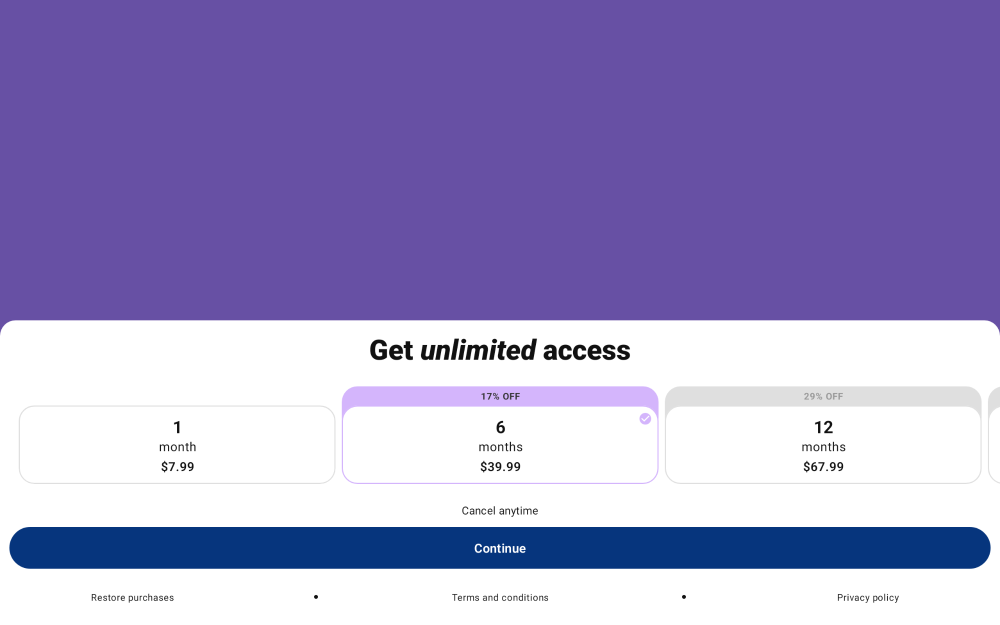 Get unlimited access
1
month
$7.99
17% OFF
6
months
$39.99
29% OFF
12
months
$67.99
Cancel anytime
Continue
Restore purchases
Terms and conditions
Privacy policy